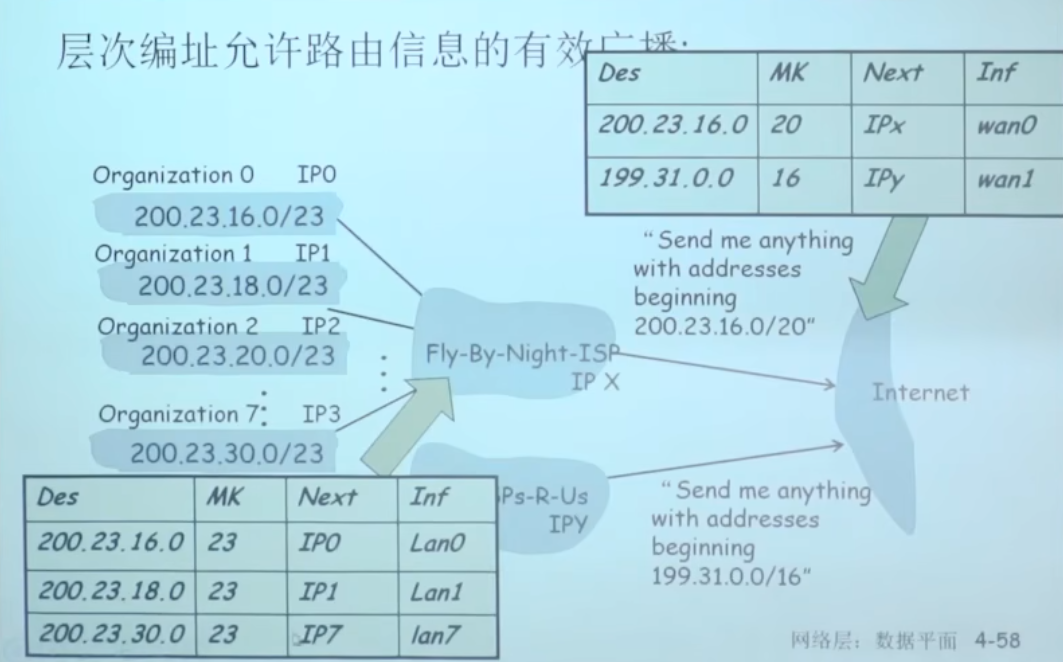 层次编址允许路由信息的有效广播:
Des MK Next Inf
200.23.16.0 20 IPx wan0
199.31.0.0 16 IPy wan1
Organization 0 IP0
200.23.16.0/23
Organization 1 IP1
200.23.18.0/23
Organization 2 IP2
200.23.20.0/23
Organization 7 IP3
200.23.30.0/23
Fly-By-Night-ISP
IP X
Ps-R-Us
IPY
"Send me anything
with addresses
beginning
200.23.16.0/20"
Internet
"Send me anything
with addresses
beginning
199.31.0.0/16"
Des MK Next Inf
200.23.16.0 23 IP0 Lan0
200.23.18.0 23 IP1 Lan1
200.23.30.0 23 IP7 lan7
网络层：数据平面 4-58